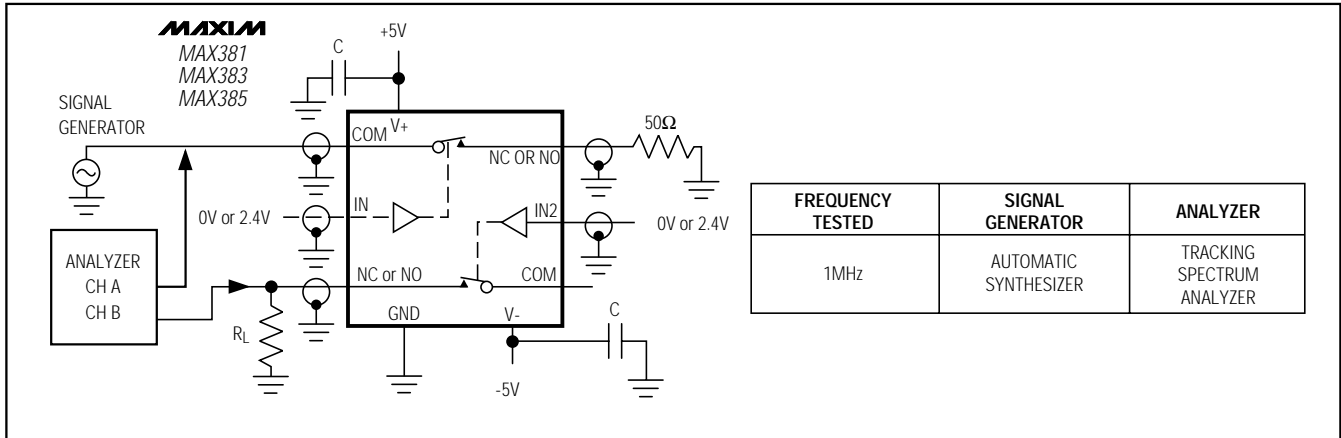 MAXIM
MAX381
MAX383
MAX385
+5V
C
SIGNAL
GENERATOR
COM
V+
50Ω
NC OR NO
IN
0V or 2.4V
IN2
0V or 2.4V
ANALYZER
CH A
CH B
NC or NO
COM
RL
GND
V-
C
-5V
FREQUENCY
TESTED
SIGNAL
GENERATOR
ANALYZER
1MHz
AUTOMATIC
SYNTHESIZER
TRACKING
SPECTRUM
ANALYZER